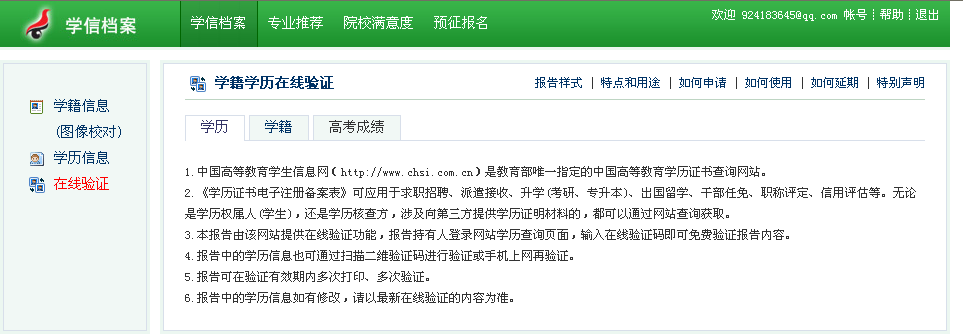 学信档案 学信档案 专业推荐 院校满意度 预征报名 欢迎 924183645@qq.com 帐号 帮助 退出
学籍信息
(图像校对)
学历信息
在线验证
学籍学历在线验证 报告样式 | 特点和用途 | 如何申请 | 如何使用 | 如何延期 | 特别声明
学历 学籍 高考成绩
1.中国高等教育学生信息网(http://www.chsi.com.cn)是教育部唯一指定的中国高等教育学历证书查询网站。
2.《学历证书电子注册备案表》可应用于求职招聘、派遣接收、升学(考研、专升本)、出国留学、干部任免、职称评定、信用评估等。无论
是学历权属人(学生)，还是学历核查方，涉及向第三方提供学历证明材料的，都可以通过网站查询获取。
3.本报告由该网站提供在线验证功能，报告持有人登录网站学历查询页面，输入在线验证码即可免费验证报告内容。
4.报告中的学历信息也可通过扫描二维验证码进行验证或手机上网再验证。
5.报告可在验证有效期内多次打印、多次验证。
6.报告中的学历信息如有修改，请以最新在线验证的内容为准。